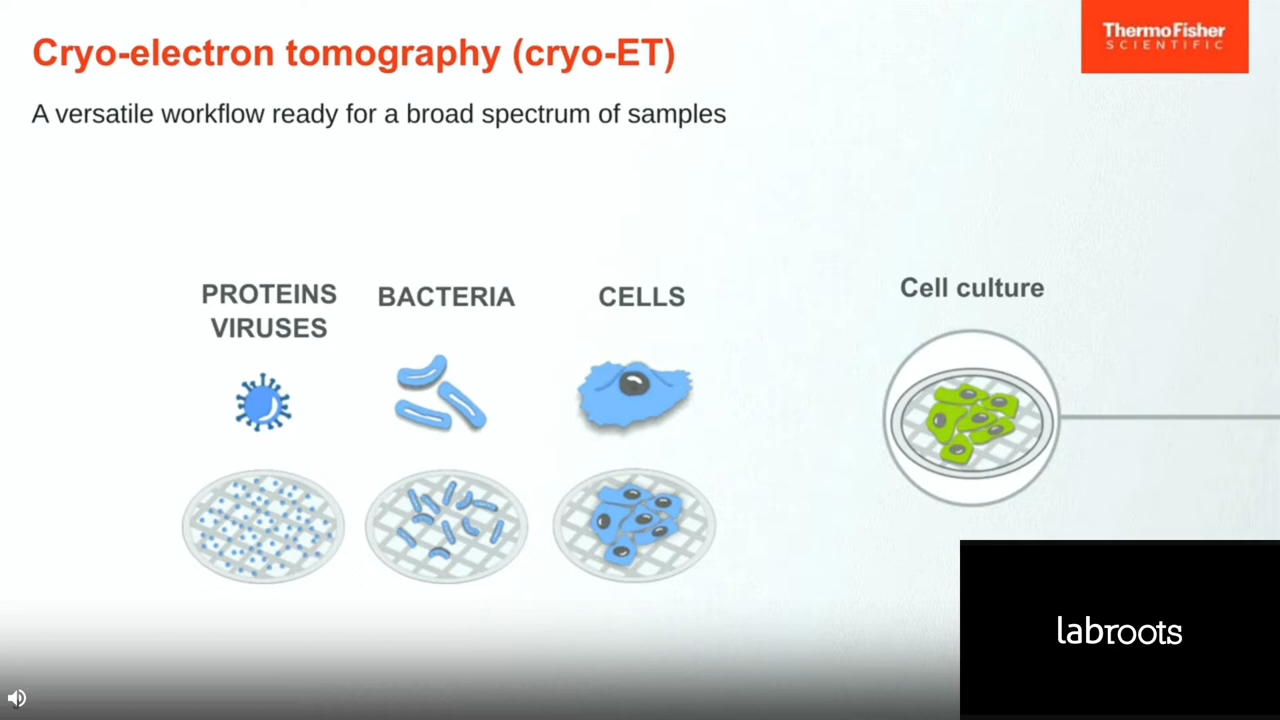 Cryo-electron tomography (cryo-ET)
ThermoFisher
SCIENTIFIC
A versatile workflow ready for a broad spectrum of samples
PROTEINS
VIRUSES
BACTERIA
CELLS
Cell culture
labroots